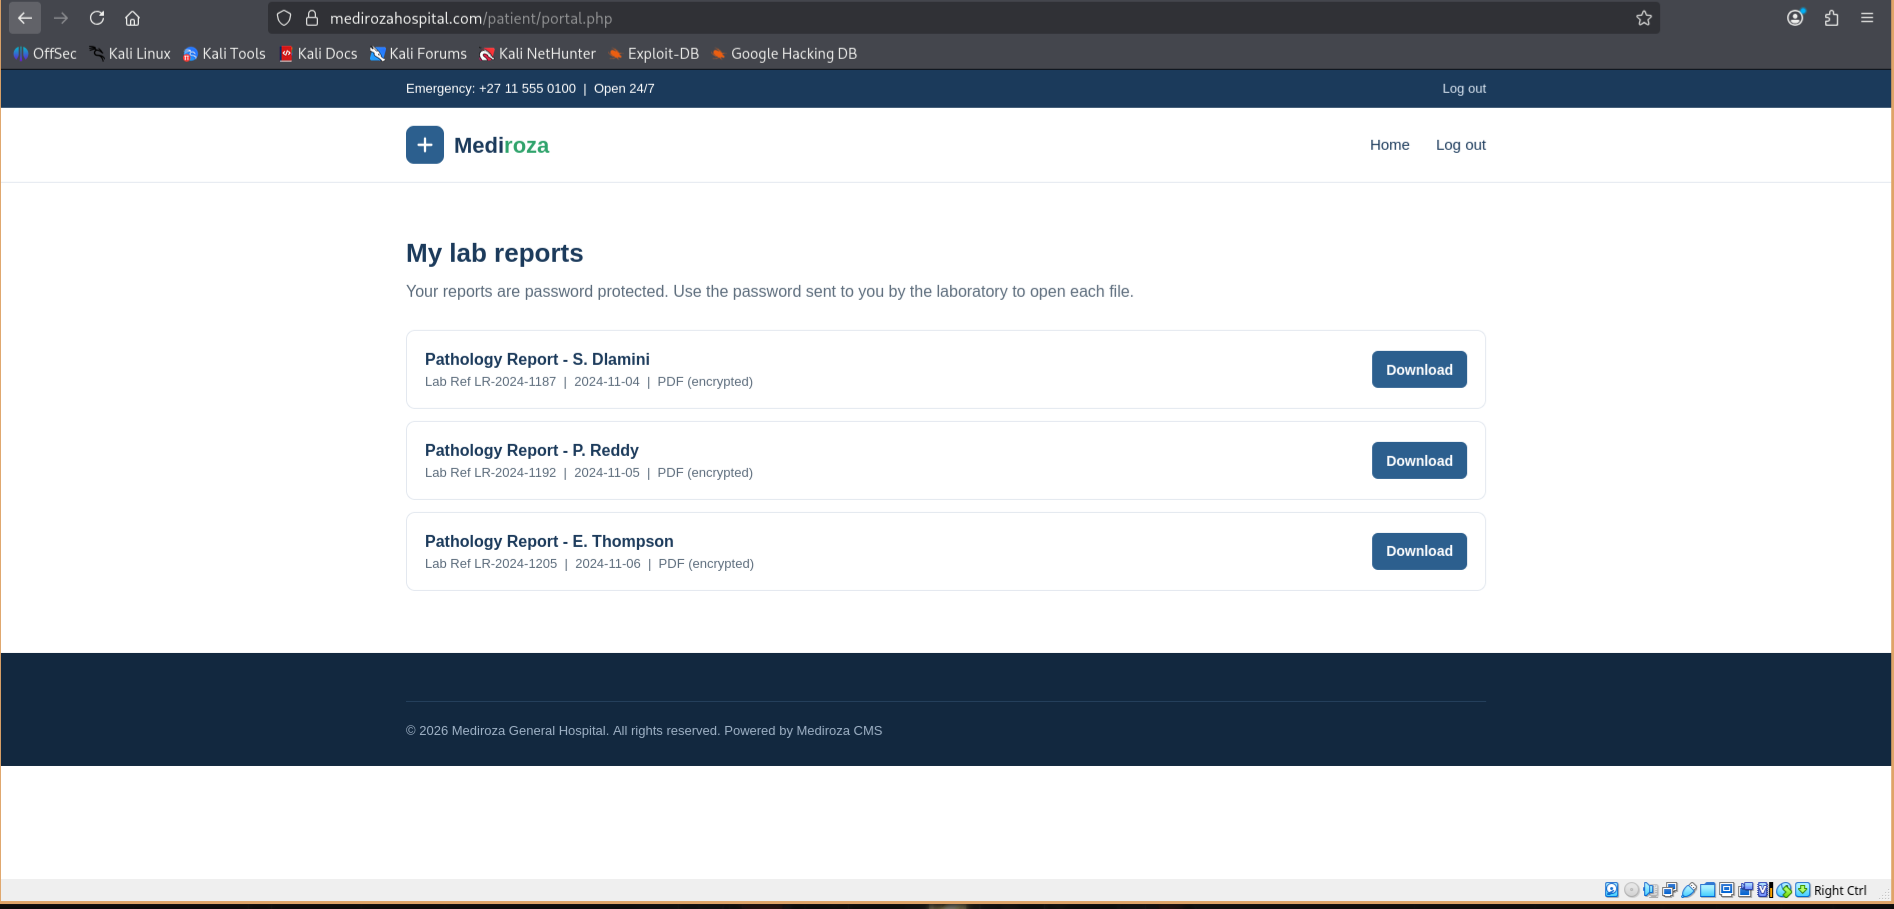 medirozahospital.com/patient/portal.php
OffSec Kali Linux Kali Tools Kali Docs Kali Forums Kali NetHunter Exploit-DB Google Hacking DB
Emergency: +27 11 555 0100 | Open 24/7 Log out
Mediroza Home Log out
My lab reports
Your reports are password protected. Use the password sent to you by the laboratory to open each file.
Pathology Report - S. Dlamini
Lab Ref LR-2024-1187 | 2024-11-04 | PDF (encrypted)
Download
Pathology Report - P. Reddy
Lab Ref LR-2024-1192 | 2024-11-05 | PDF (encrypted)
Download
Pathology Report - E. Thompson
Lab Ref LR-2024-1205 | 2024-11-06 | PDF (encrypted)
Download
© 2026 Mediroza General Hospital. All rights reserved. Powered by Mediroza CMS
Right Ctrl